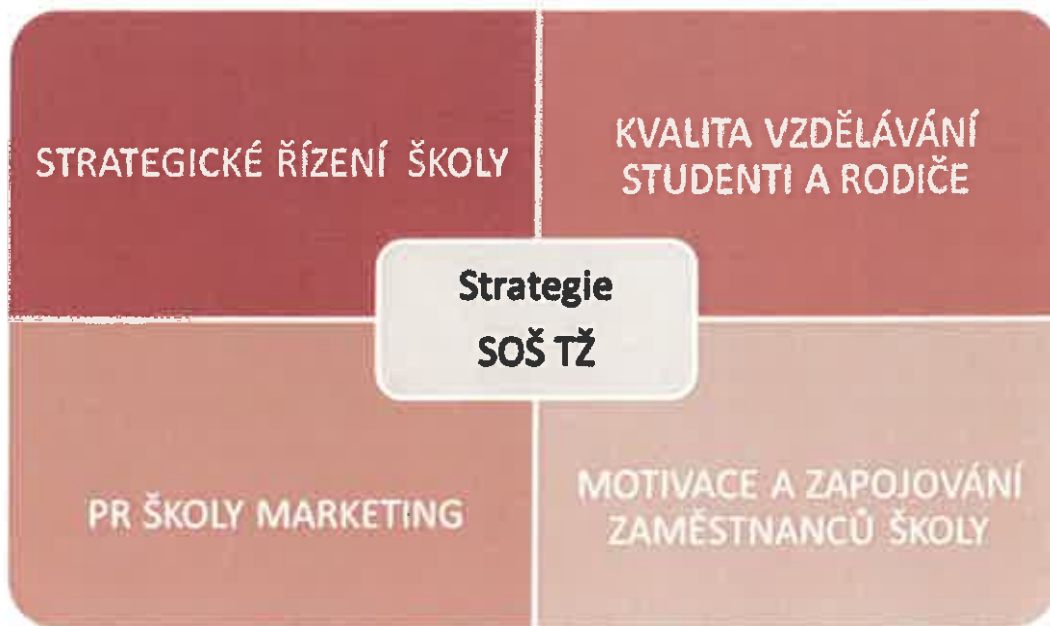 STRATEGICKÉ ŘÍZENÍ ŠKOLY
KVALITA VZDĚLÁVÁNÍ
STUDENTI A RODIČE
Strategie
SOŠ TŽ
PR ŠKOLY MARKETING
MOTIVACE A ZAPOJOVÁNÍ
ZAMĚSTNANCŮ ŠKOLY